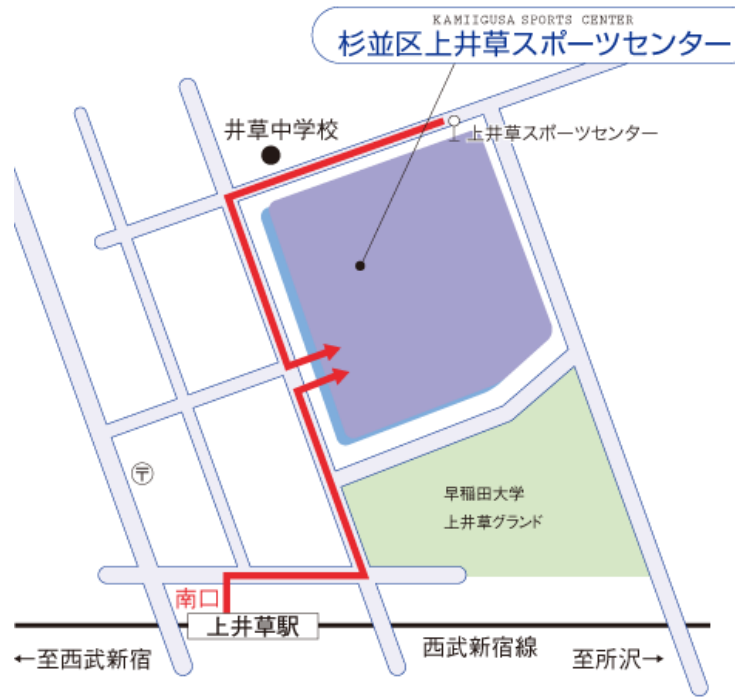 KAMIIGUSA SPORTS CENTER
杉並区上井草スポーツセンター
井草中学校
上井草スポーツセンター
〒
早稲田大学
上井草グランド
南口
上井草駅
西武新宿線
←至西武新宿
至所沢→